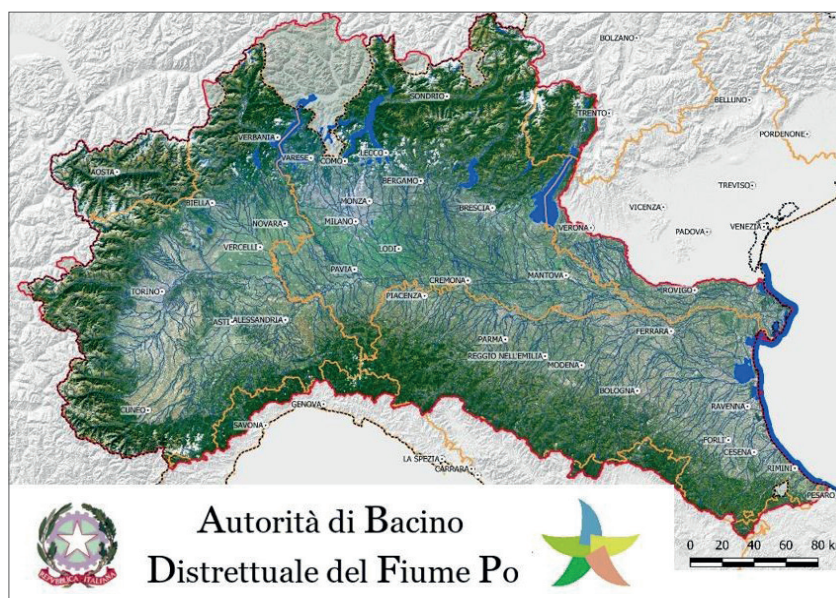 BOLZANO
SONDRIO
BELLUNO
TRENTO
PORDENONE
VERBANIA
LECCO
VARESE
COMO
AOSTA
BERGAMO
TREVISO
BIELLA
MONZA
BRESCIA
VICENZA
NOVARA
MILANO
VERONA
PADOVA
VENEZIA
VERCELLI
LODI
PAVIA
CREMONA
MANTOVA
TORINO
PIACENZA
ROVIGO
ASTI
ALESSANDRIA
FERRARA
PARMA
REGGIO NELL'EMILIA
MODENA
BOLOGNA
CUNEO
GENOVA
RAVENNA
SAVONA
FORLI'
CESENA
LA SPEZIA
CARRARA
RIMINI
PESARO
Autorità di Bacino
Distrettuale del Fiume Po
REPVBBLICA ITALIANA
0 20 40 60 80 k